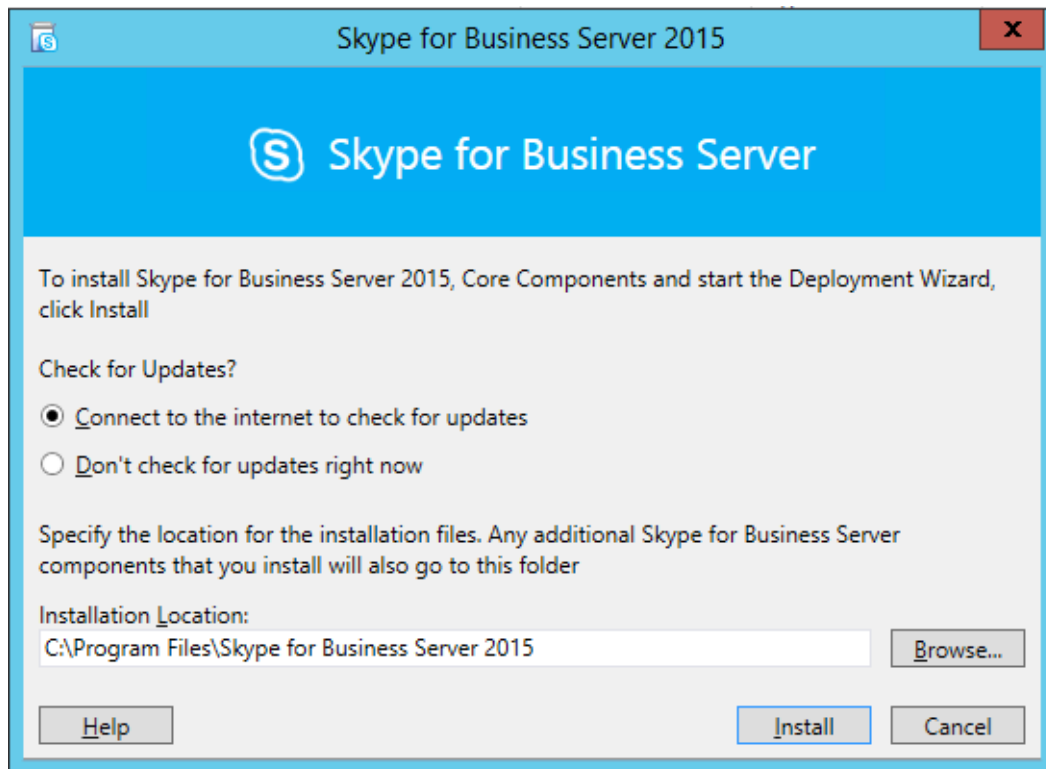 Skype for Business Server 2015
Skype for Business Server
To install Skype for Business Server 2015, Core Components and start the Deployment Wizard,
click Install
Check for Updates?
Connect to the internet to check for updates
Don't check for updates right now
Specify the location for the installation files. Any additional Skype for Business Server
components that you install will also go to this folder
Installation Location:
C:\Program Files\Skype for Business Server 2015
Browse...
Help
Install
Cancel